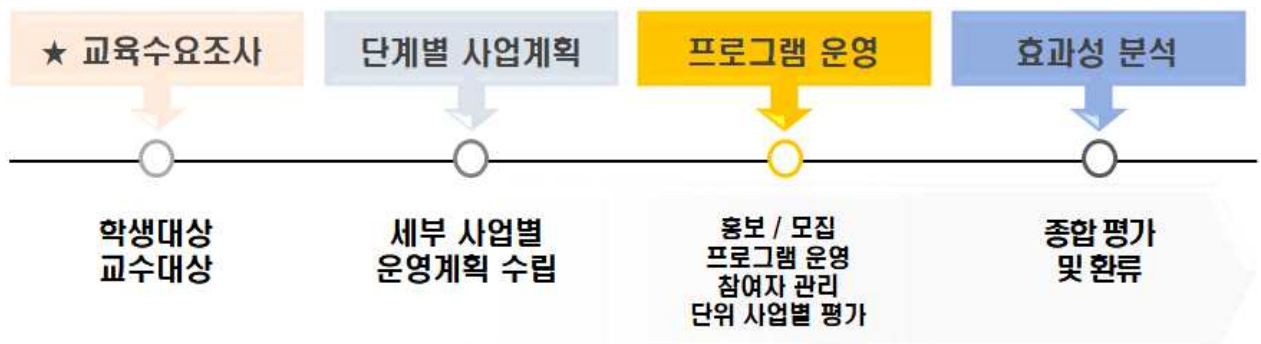 ★ 교육수요조사
단계별 사업계획
프로그램 운영
효과성 분석
학생대상
교수대상
세부 사업별
운영계획 수립
홍보 / 모집
프로그램 운영
참여자 관리
단위 사업별 평가
종합 평가
및 환류